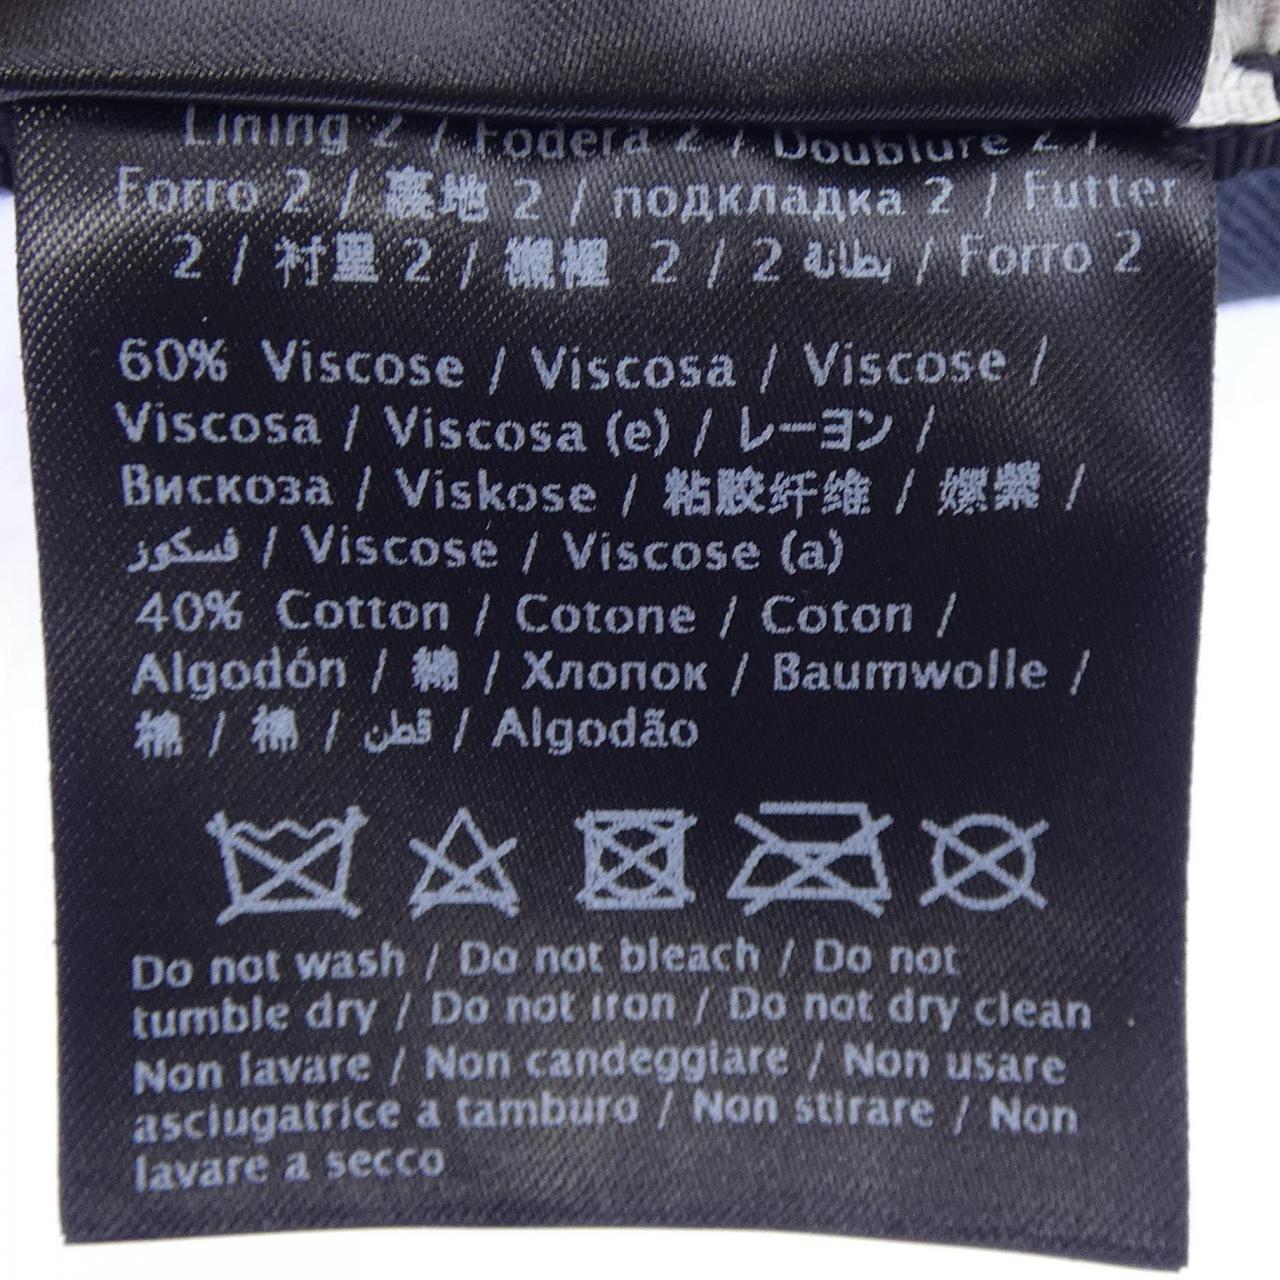 Lining 2 / Fodera 2 / Doublure 2 /
Forro 2 / 裏地 2 / подкладка 2 / Futter
2 / 衬里 2 / 襯裡 2 / 2 بطانة / Forro 2
60% Viscose / Viscosa / Viscose /
Viscosa / Viscosa (e) / レーヨン /
Вискоза / Viskose / 粘胶纤维 / 嫘縈 /
فسكوز / Viscose / Viscose (a)
40% Cotton / Cotone / Coton /
Algodón / 綿 / Хлопок / Baumwolle /
棉 / 棉 / قطن / Algodão
Do not wash / Do not bleach / Do not
tumble dry / Do not iron / Do not dry clean
Non lavare / Non candeggiare / Non usare
asciugatrice a tamburo / Non stirare / Non
lavare a secco